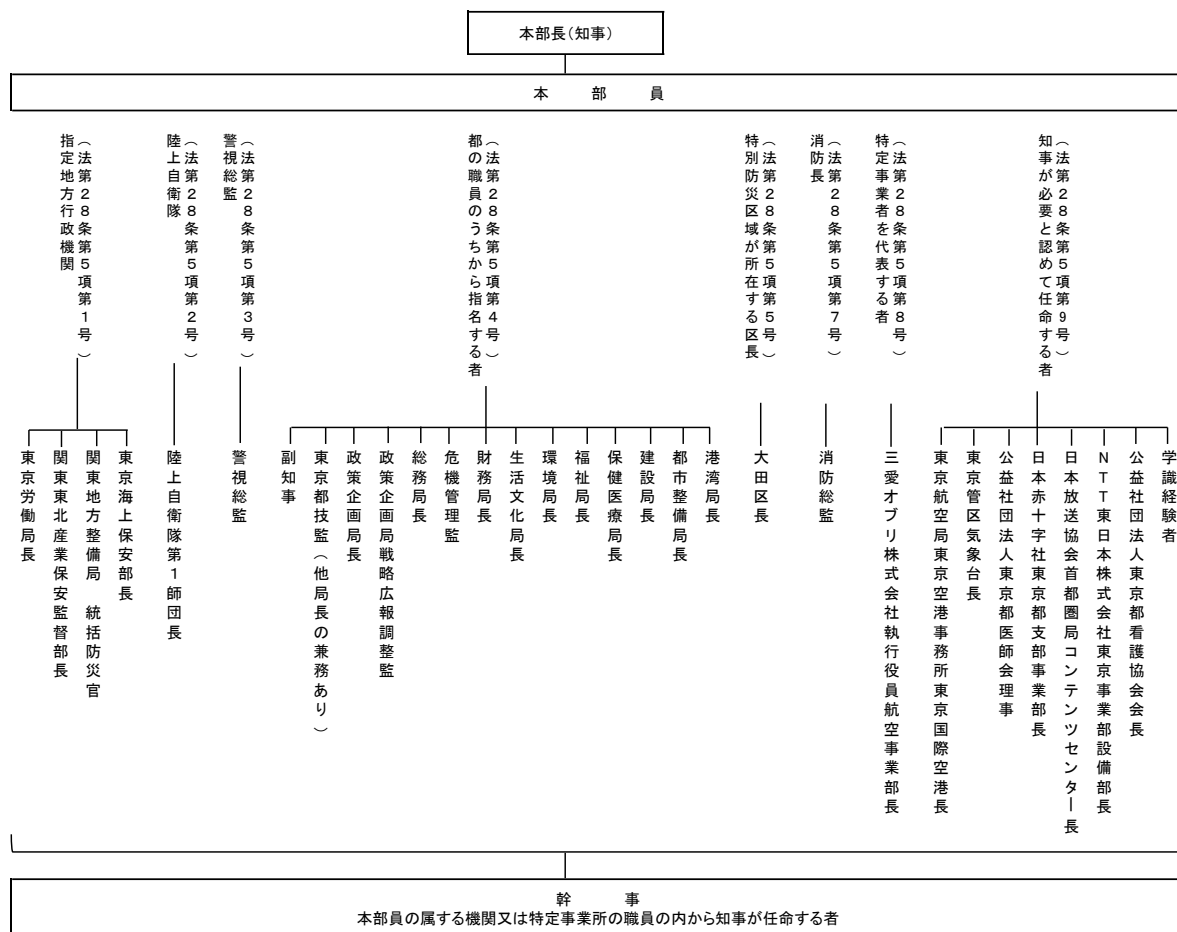 本部長（知事）
本　部　員
指定地方行政機関
（法第２８条第５項第１号）
陸上自衛隊
（法第２８条第５項第２号）
警視総監
（法第２８条第５項第３号）
都の職員のうちから指名する者
（法第２８条第５項第４号）
特別防災区域が所在する区長
（法第２８条第５項第５号）
消防長
（法第２８条第５項第７号）
特定事業者を代表する者
（法第２８条第５項第８号）
知事が必要と認めて任命する者
（法第２８条第５項第９号）
東京労働局長
関東東北産業保安監督部長
関東地方整備局　統括防災官
東京海上保安部長
陸上自衛隊第１師団長
警視総監
副知事
東京都技監（他局長の兼務あり）
政策企画局長
政策企画局戦略広報調整監
総務局長
危機管理監
財務局長
生活文化局長
環境局長
福祉局長
保健医療局長
建設局長
都市整備局長
港湾局長
大田区長
消防総監
三愛オブリ株式会社執行役員航空事業部長
東京航空局東京空港事務所東京国際空港長
東京管区気象台長
公益社団法人東京都医師会理事
日本赤十字社東京都支部事業部長
日本放送協会首都圏局コンテンツセンター長
ＮＴＴ東日本株式会社東京事業部設備部長
公益社団法人東京都看護協会会長
学識経験者
幹　事
本部員の属する機関又は特定事業所の職員の内から知事が任命する者